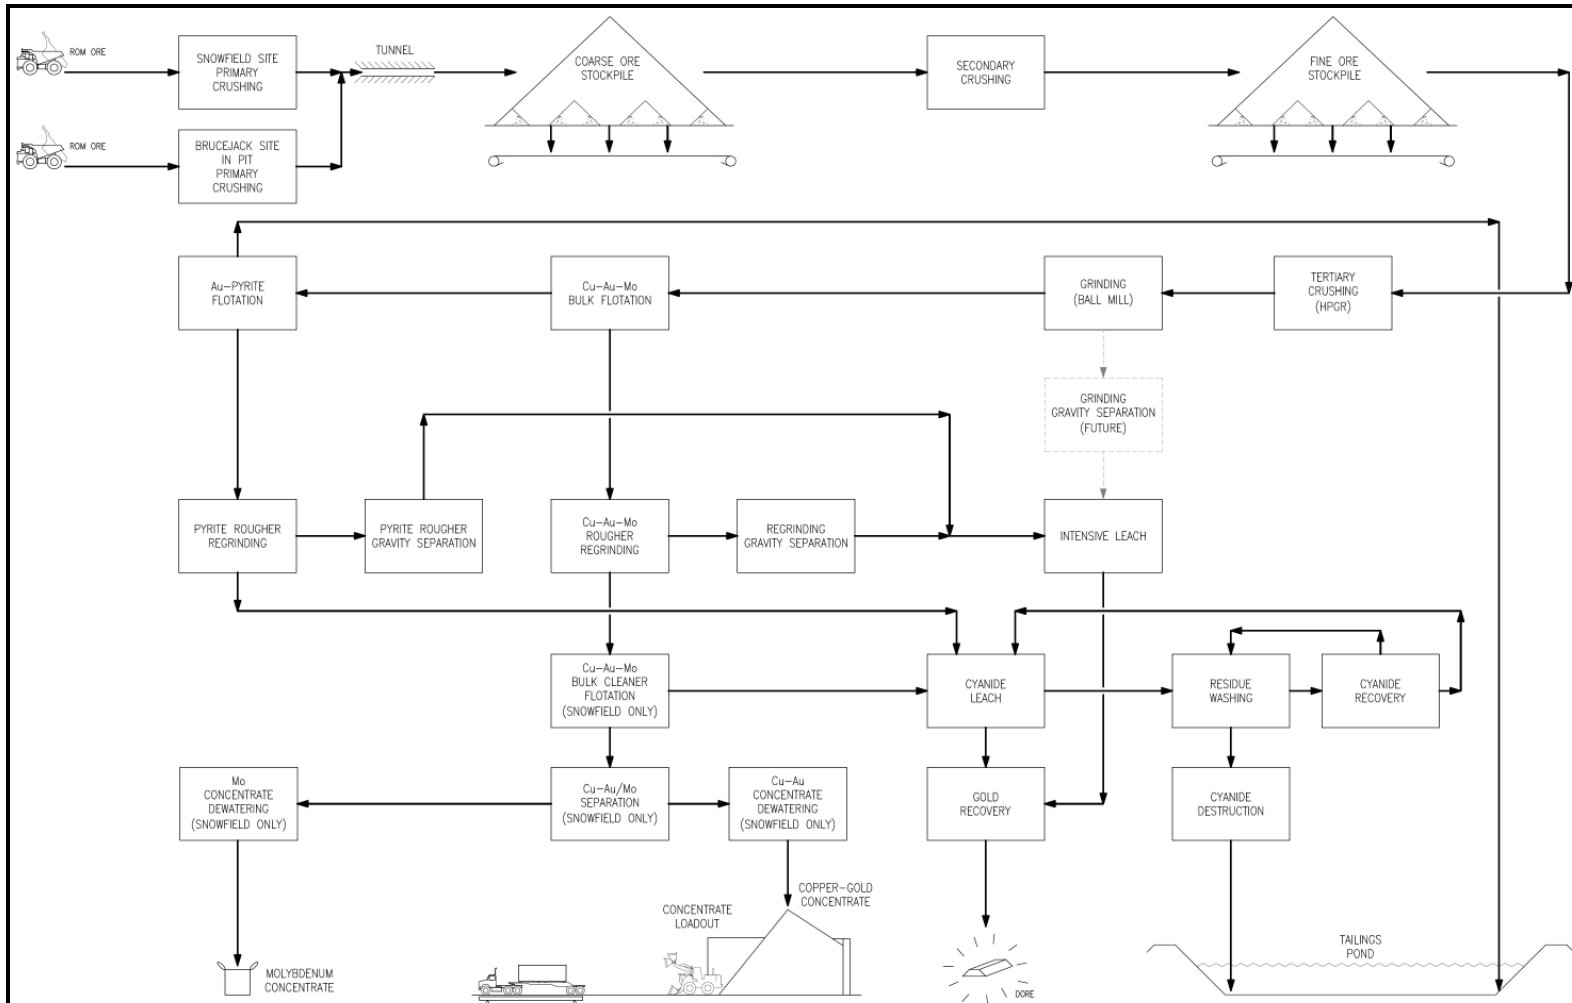 ROM ORE
SNOWFIELD SITE
PRIMARY
CRUSHING
TUNNEL
COARSE ORE
STOCKPILE
SECONDARY
CRUSHING
FINE ORE
STOCKPILE
ROM ORE
BRUCEJACK SITE
IN PIT
PRIMARY
CRUSHING
Au-PYRITE
FLOTATION
Cu-Au-Mo
BULK FLOTATION
GRINDING
(BALL MILL)
TERTIARY
CRUSHING
(HPGR)
GRINDING
GRAVITY SEPARATION
(FUTURE)
PYRITE ROUGHER
REGRINDING
PYRITE ROUGHER
GRAVITY SEPARATION
Cu-Au-Mo
ROUGHER
REGRINDING
REGRINDING
GRAVITY SEPARATION
INTENSIVE LEACH
Cu-Au-Mo
BULK CLEANER
FLOTATION
(SNOWFIELD ONLY)
CYANIDE
LEACH
RESIDUE
WASHING
CYANIDE
RECOVERY
Mo
CONCENTRATE
DEWATERING
(SNOWFIELD ONLY)
Cu-Au/Mo
SEPARATION
(SNOWFIELD ONLY)
Cu-Au
CONCENTRATE
DEWATERING
(SNOWFIELD ONLY)
GOLD
RECOVERY
CYANIDE
DESTRUCTION
MOLYBDENUM
CONCENTRATE
CONCENTRATE
LOADOUT
COPPER-GOLD
CONCENTRATE
DORE
TAILINGS
POND